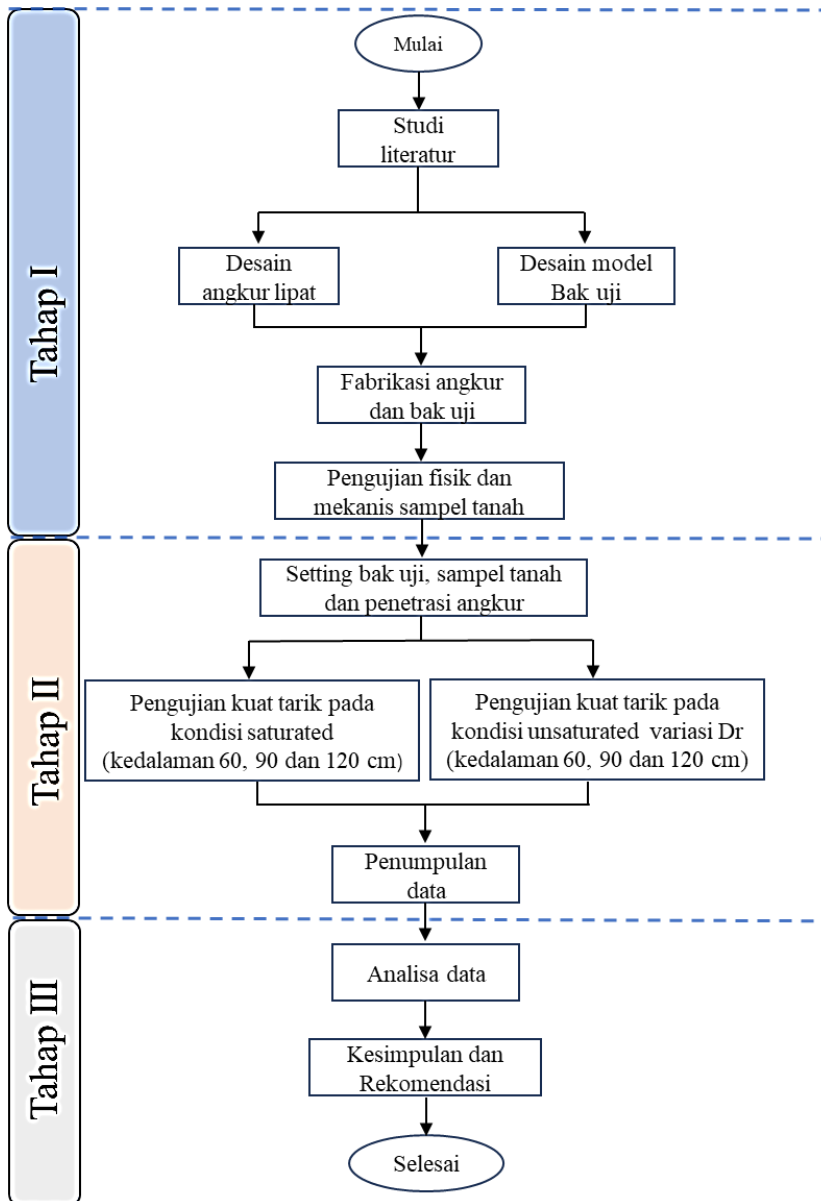 Tahap I
Mulai
Studi
literatur
Desain
angkur lipat
Desain model
Bak uji
Fabrikasi angkur
dan bak uji
Pengujian fisik dan
mekanis sampel tanah
Tahap II
Setting bak uji, sampel tanah
dan penetrasi angkur
Pengujian kuat tarik pada
kondisi saturated
(kedalaman 60, 90 dan 120 cm)
Pengujian kuat tarik pada
kondisi unsaturated variasi Dr
(kedalaman 60, 90 dan 120 cm)
Penumpulan
data
Tahap III
Analisa data
Kesimpulan dan
Rekomendasi
Selesai